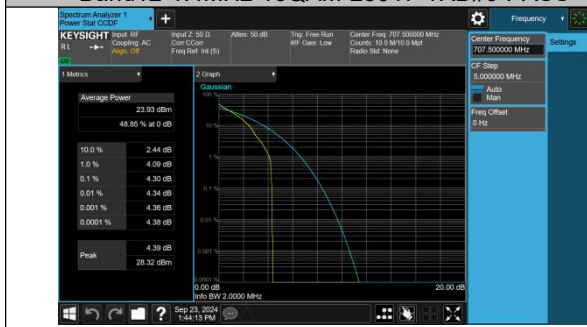 Spectrum Analyzer 1
Power Stat CCDF
Frequency
KEYSIGHT
Input: RF
Input Z: 50 Ω
Atten: 50 dB
Trig: Free Run
Center Freq: 707.500000 MHz
RL
Coupling: AC
Corr CCorr
#IF Gain: Low
Counts: 10.0 M/10.0 Mpt
Align: Off
Freq Ref: Int (S)
Radio Std: None
LW
Center Frequency
707.500000 MHz
Settings
CF Step
5.000000 MHz
Auto
Man
Freq Offset
0 Hz
1 Metrics
2 Graph
Gaussian
Average Power
23.93 dBm
48.85 % at 0 dB
10.0 % 2.44 dB
1.0 % 4.09 dB
0.1 % 4.30 dB
0.01 % 4.34 dB
0.001 % 4.36 dB
0.0001 % 4.38 dB
Peak
4.39 dB
28.32 dBm
100 %
10 %
1 %
0.1 %
0.01 %
0.001 %
0.0001 %
0.00 dB
20.00 dB
Info BW 2.0000 MHz
Sep 23, 2024
1:44:13 PM